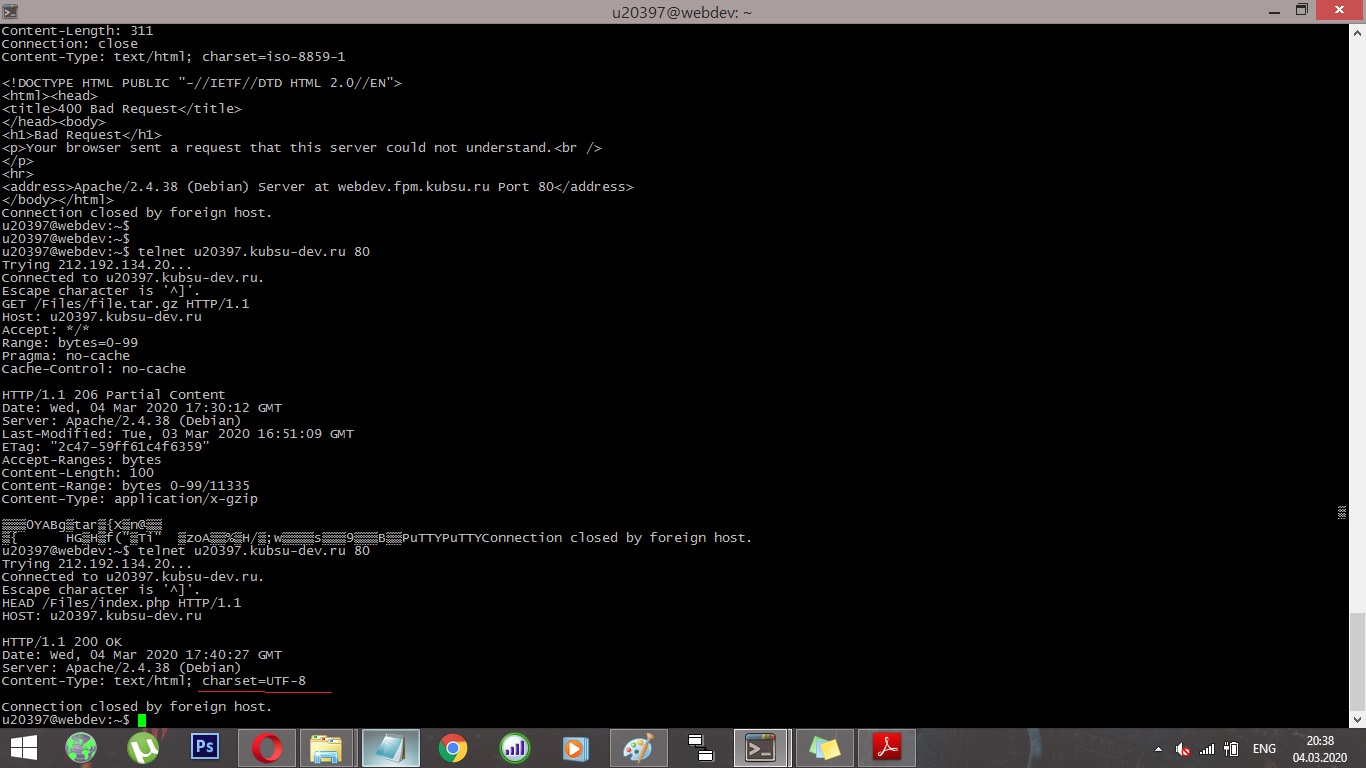 u20397@webdev: ~
Content-Length: 311
Connection: close
Content-Type: text/html; charset=iso-8859-1
<!DOCTYPE HTML PUBLIC "-//IETF//DTD HTML 2.0//EN">
<html><head>
<title>400 Bad Request</title>
</head><body>
<h1>Bad Request</h1>
<p>Your browser sent a request that this server could not understand.<br />
</p>
<hr>
<address>Apache/2.4.38 (Debian) Server at webdev.fpm.kubsu.ru Port 80</address>
</body></html>
Connection closed by foreign host.
u20397@webdev:~$
u20397@webdev:~$
u20397@webdev:~$ telnet u20397.kubsu-dev.ru 80
Trying 212.192.134.20...
Connected to u20397.kubsu-dev.ru.
Escape character is '^]'.
GET /Files/file.tar.gz HTTP/1.1
Host: u20397.kubsu-dev.ru
Accept: */*
Range: bytes=0-99
Pragma: no-cache
Cache-Control: no-cache
HTTP/1.1 206 Partial Content
Date: Wed, 04 Mar 2020 17:30:12 GMT
Server: Apache/2.4.38 (Debian)
Last-Modified: Tue, 03 Mar 2020 16:51:09 GMT
ETag: "2c47-59ff61c4f6359"
Accept-Ranges: bytes
Content-Length: 100
Content-Range: bytes 0-99/11335
Content-Type: application/x-gzip
▒▒▒0YABg▒tar▒{X▒n@▒▒
▒{ HG▒H▒f("▒Ti" ▒zoA▒▒%▒H/▒;w▒▒▒▒s▒▒▒9▒▒▒B▒▒PuTTYPuTTYConnection closed by foreign host.
u20397@webdev:~$ telnet u20397.kubsu-dev.ru 80
Trying 212.192.134.20...
Connected to u20397.kubsu-dev.ru.
Escape character is '^]'.
HEAD /Files/index.php HTTP/1.1
HOST: u20397.kubsu-dev.ru
HTTP/1.1 200 OK
Date: Wed, 04 Mar 2020 17:40:27 GMT
Server: Apache/2.4.38 (Debian)
Content-Type: text/html; charset=UTF-8
Connection closed by foreign host.
u20397@webdev:~$
Ps
ENG
20:38
04.03.2020